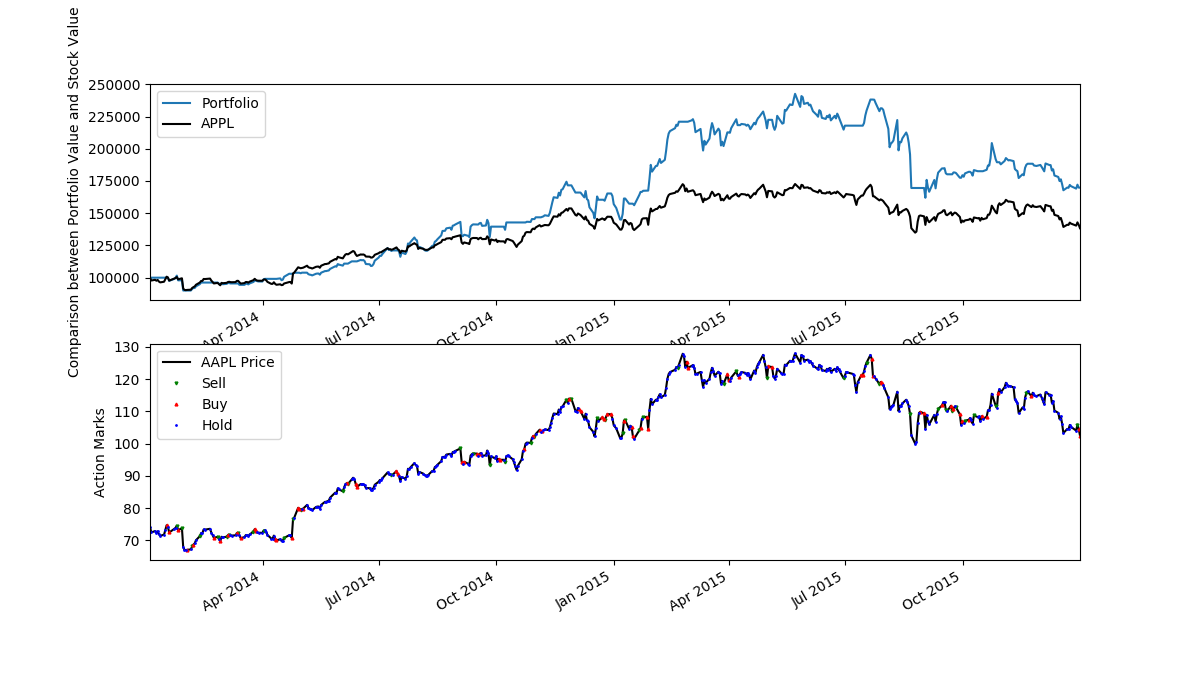 Comparison between Portfolio Value and Stock Value
250000
225000
200000
175000
150000
125000
100000
Portfolio
APPL
Apr 2014
Jul 2014
Oct 2014
Jan 2015
Apr 2015
Jul 2015
Oct 2015
Action Marks
130
120
110
100
90
80
70
AAPL Price
Sell
Buy
Hold
Apr 2014
Jul 2014
Oct 2014
Jan 2015
Apr 2015
Jul 2015
Oct 2015